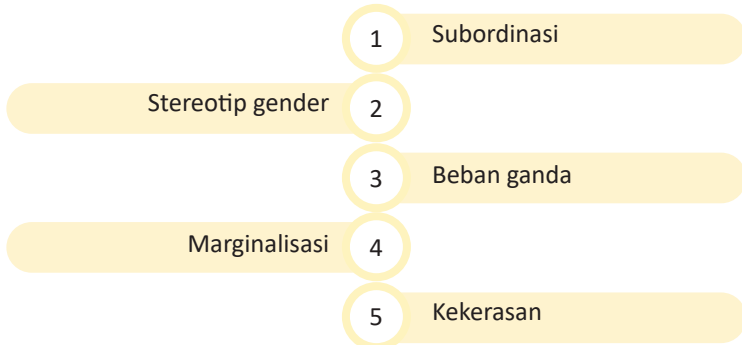 1 Subordinasi
Stereotip gender 2
3 Beban ganda
Marginalisasi 4
5 Kekerasan